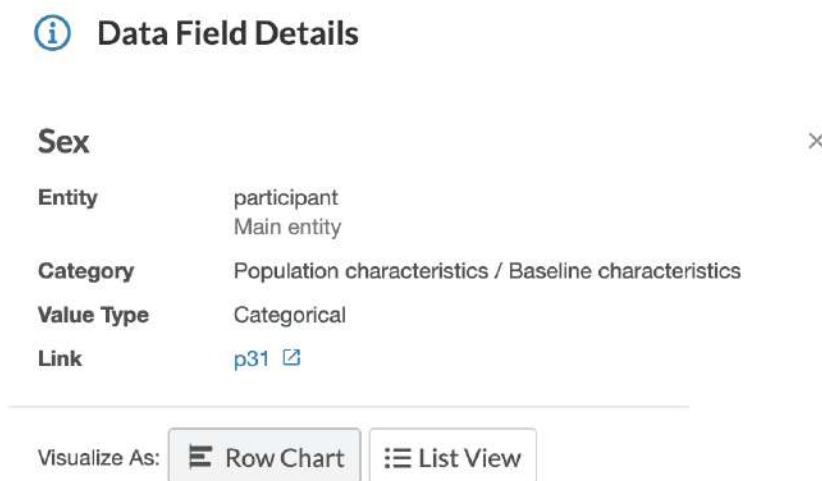 Data Field Details
Sex
Entity participant
Main entity
Category Population characteristics / Baseline characteristics
Value Type Categorical
Link p31
Visualize As: Row Chart List View